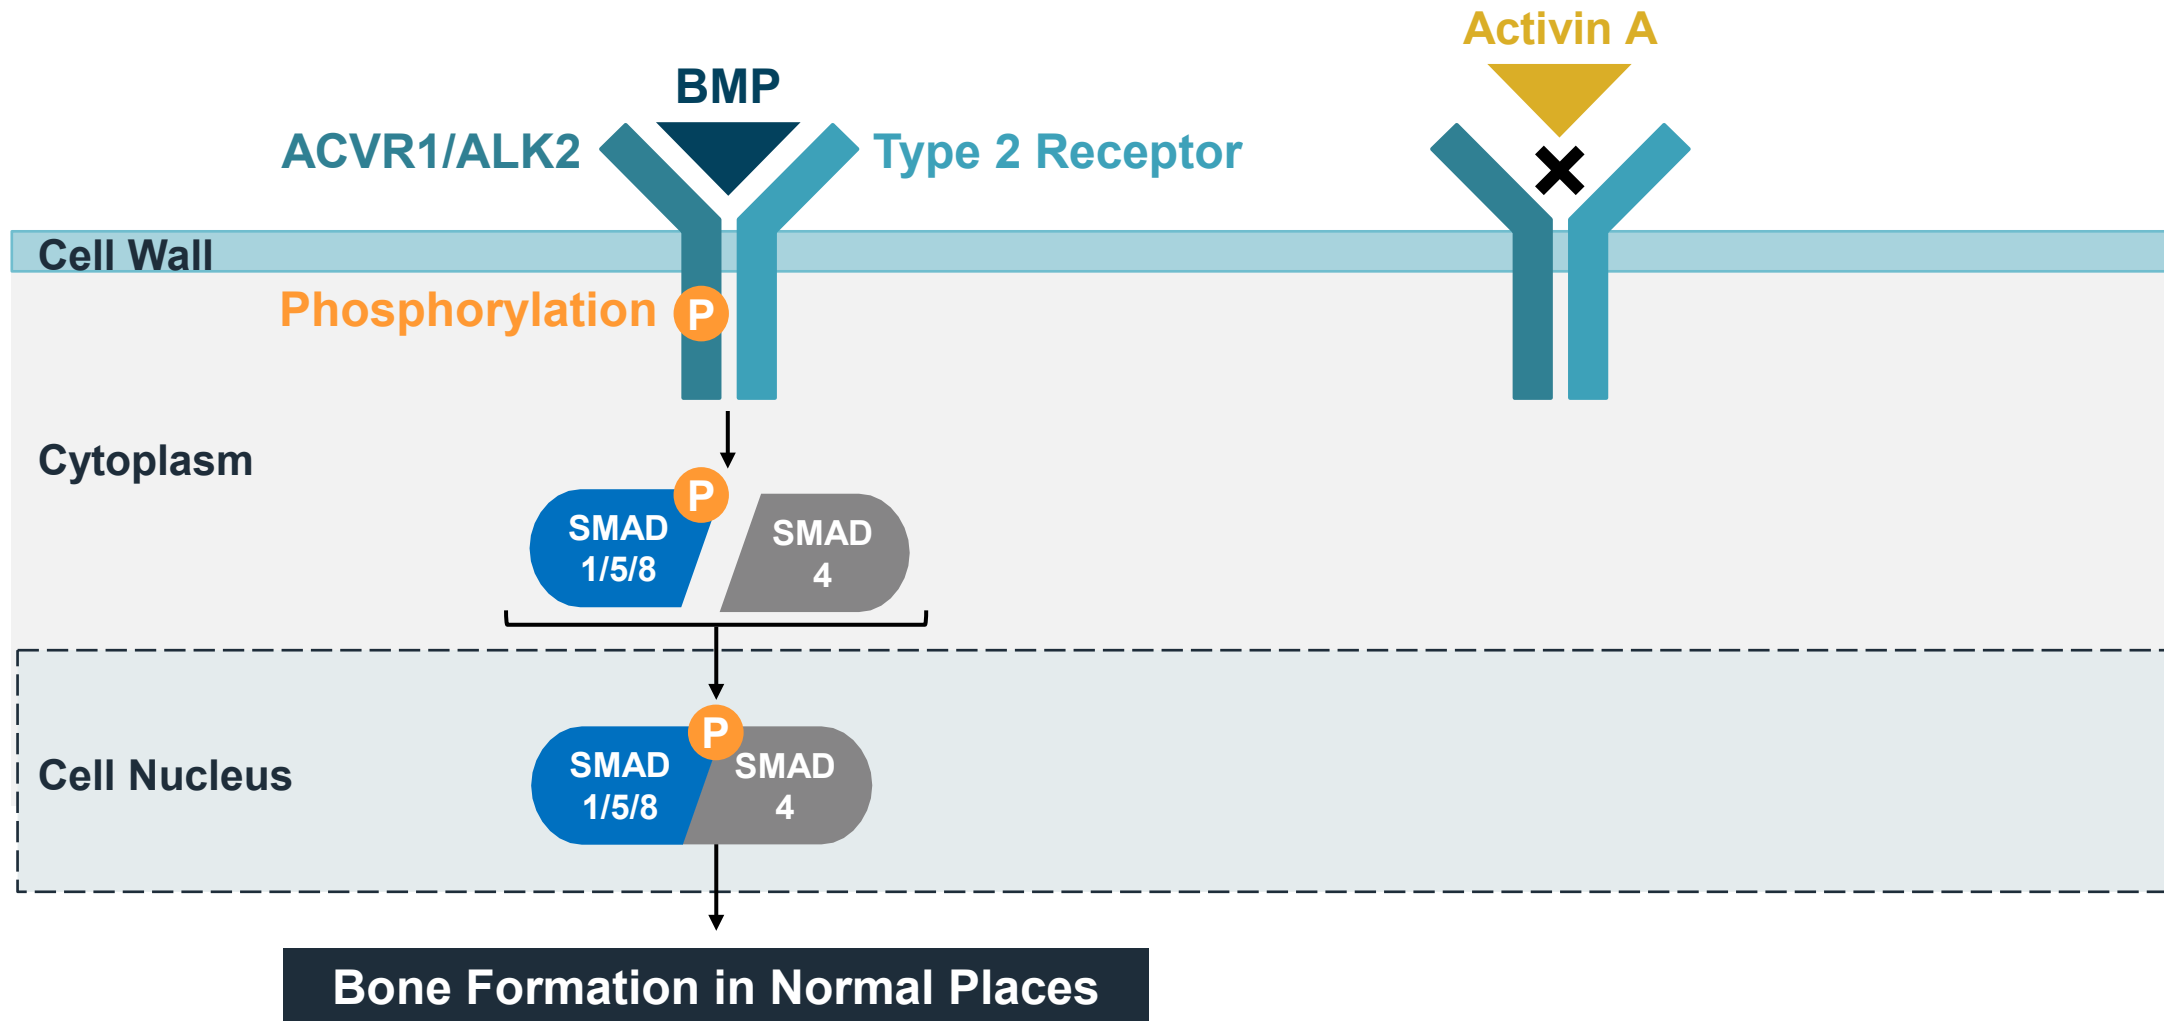 Activin A
BMP
ACVR1/ALK2
Type 2 Receptor
Cell Wall
Phosphorylation
P
Cytoplasm
P
SMAD
1/5/8
SMAD
4
P
Cell Nucleus
SMAD
1/5/8
SMAD
4
Bone Formation in Normal Places